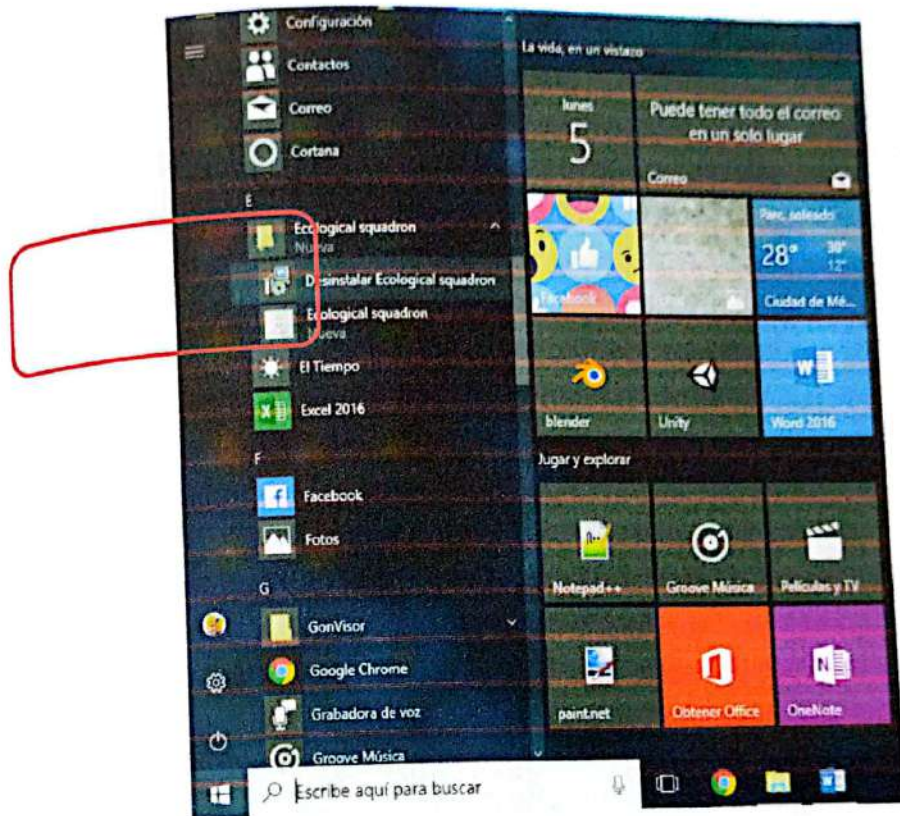 Configuración
Contactos
Correo
Cortana
E
Ecological squadron
Nueva
Desinstalar Ecological squadron
Ecological squadron
Nueva
El Tiempo
Excel 2016
F
Facebook
Fotos
G
GonVisor
Google Chrome
Grabadora de voz
Groove Música
Escribe aquí para buscar
La vida, en un vistazo
lunes
5
Puede tener todo el correo
en un solo lugar
Correo
Facebook
Parc. soleado
28° 30°
12°
Ciudad de Mé...
blender
Unity
Word 2016
Jugar y explorar
Notepad++
Groove Música
Películas y TV
paint.net
Obtener Office
OneNote